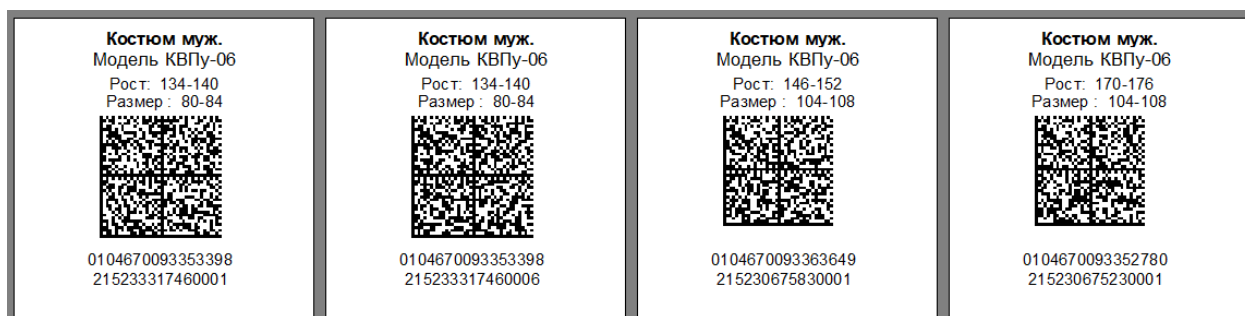 Костюм муж.
Модель КВПу-06
Рост: 134-140
Размер : 80-84
0104670093353398
215233317460001
Костюм муж.
Модель КВПу-06
Рост: 134-140
Размер : 80-84
0104670093353398
215233317460006
Костюм муж.
Модель КВПу-06
Рост: 146-152
Размер : 104-108
0104670093363649
215230675830001
Костюм муж.
Модель КВПу-06
Рост: 170-176
Размер : 104-108
0104670093352780
215230675230001